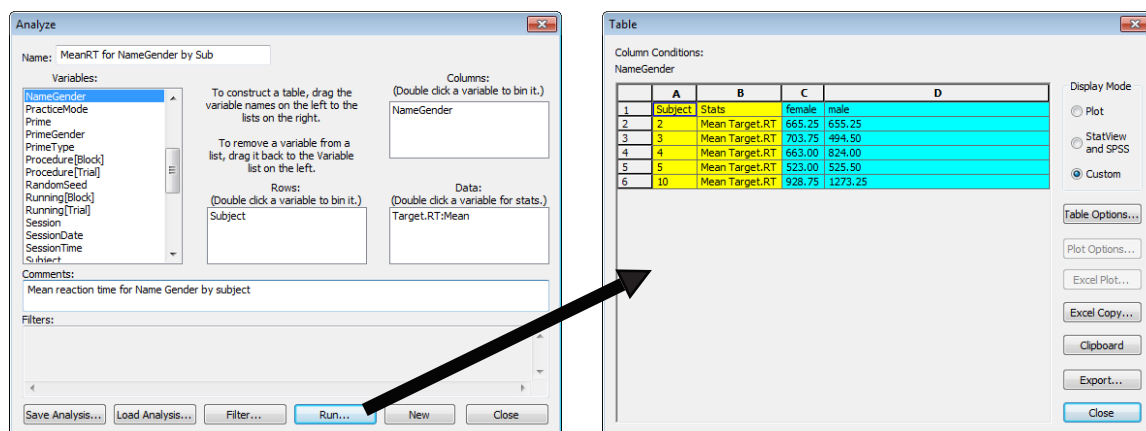 Analyze
Name: MeanRT for NameGender by Sub
Variables:
NameGender
PracticeMode
Prime
PrimeGender
PrimeType
Procedure[Block]
Procedure[Trial]
RandomSeed
Running[Block]
Running[Trial]
Session
SessionDate
SessionTime
Subject
To construct a table, drag the
variable names on the left to the
lists on the right.
To remove a variable from a
list, drag it back to the Variable
list on the left.
Columns:
(Double click a variable to bin it.)
NameGender
Rows:
(Double click a variable to bin it.)
Subject
Data:
(Double click a variable for stats.)
Target.RT:Mean
Comments:
Mean reaction time for Name Gender by subject
Filters:
Save Analysis... Load Analysis... Filter... Run... New Close
Table
Column Conditions:
NameGender
A B C D
1 Subject Stats female male
2 2 Mean Target.RT 665.25 655.25
3 3 Mean Target.RT 703.75 494.50
4 4 Mean Target.RT 663.00 824.00
5 5 Mean Target.RT 523.00 525.50
6 10 Mean Target.RT 928.75 1273.25
Display Mode
Plot
StatView
and SPSS
Custom
Table Options...
Plot Options...
Excel Plot...
Excel Copy...
Clipboard
Export...
Close